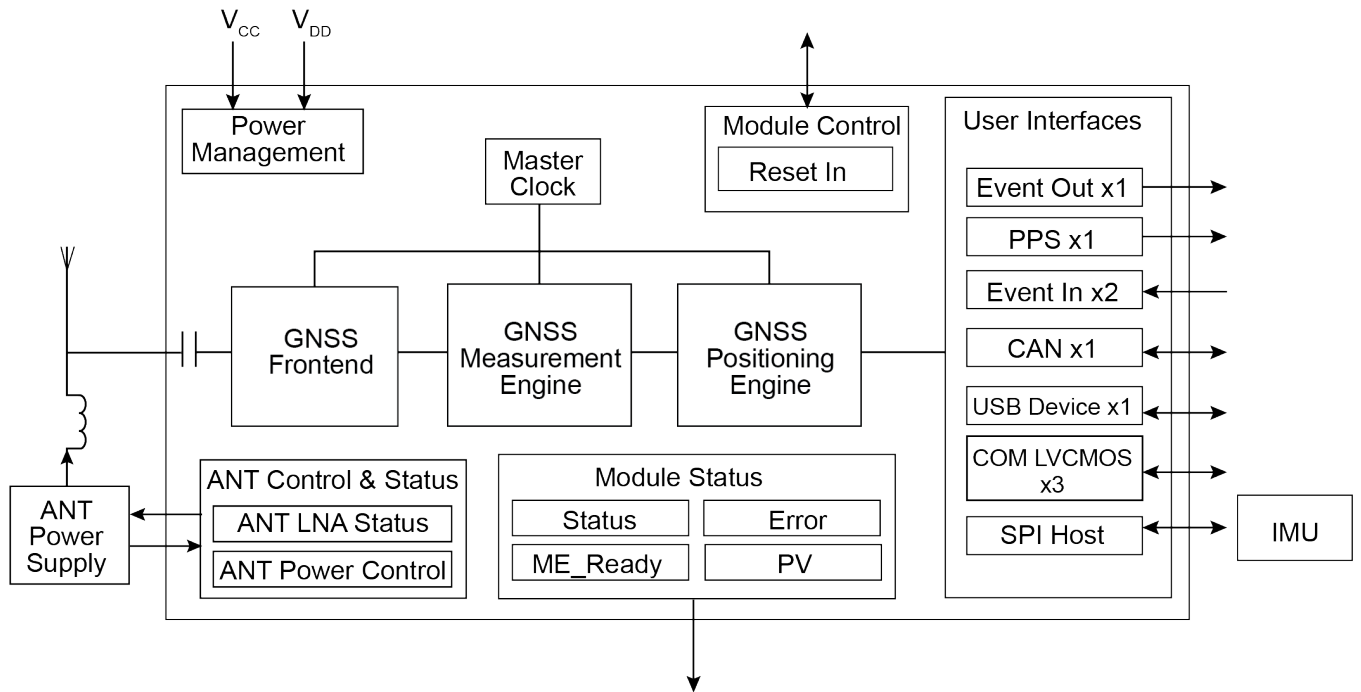 V_CC V_DD
Power
Management
Master
Clock
Module Control
Reset In
User Interfaces
Event Out x1
PPS x1
Event In x2
CAN x1
USB Device x1
COM LVCMOS
x3
SPI Host
GNSS
Frontend
GNSS
Measurement
Engine
GNSS
Positioning
Engine
ANT
Power
Supply
ANT Control & Status
ANT LNA Status
ANT Power Control
Module Status
Status
Error
ME_Ready
PV
IMU